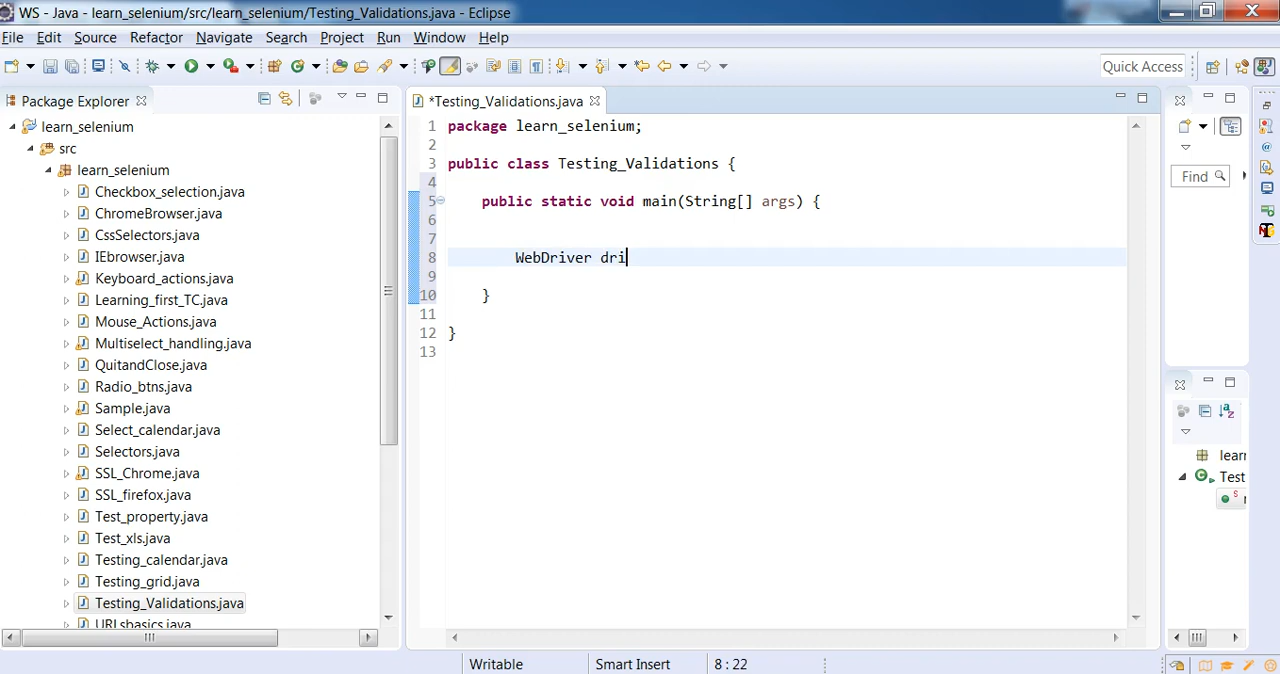 WS - Java - learn_selenium/src/learn_selenium/Testing_Validations.java - Eclipse
File Edit Source Refactor Navigate Search Project Run Window Help
Quick Access
Package Explorer
*Testing_Validations.java
learn_selenium
src
learn_selenium
Checkbox_selection.java
ChromeBrowser.java
CssSelectors.java
IEbrowser.java
Keyboard_actions.java
Learning_first_TC.java
Mouse_Actions.java
Multiselect_handling.java
QuitandClose.java
Radio_btns.java
Sample.java
Select_calendar.java
Selectors.java
SSL_Chrome.java
SSL_firefox.java
Test_property.java
Test_xls.java
Testing_calendar.java
Testing_grid.java
Testing_Validations.java
URLsbasics.java
1 package learn_selenium;
2
3 public class Testing_Validations {
4
5 public static void main(String[] args) {
6
7
8 WebDriver dri
9
10 }
11
12 }
13
Find
learn
Test
Writable Smart Insert 8 : 22